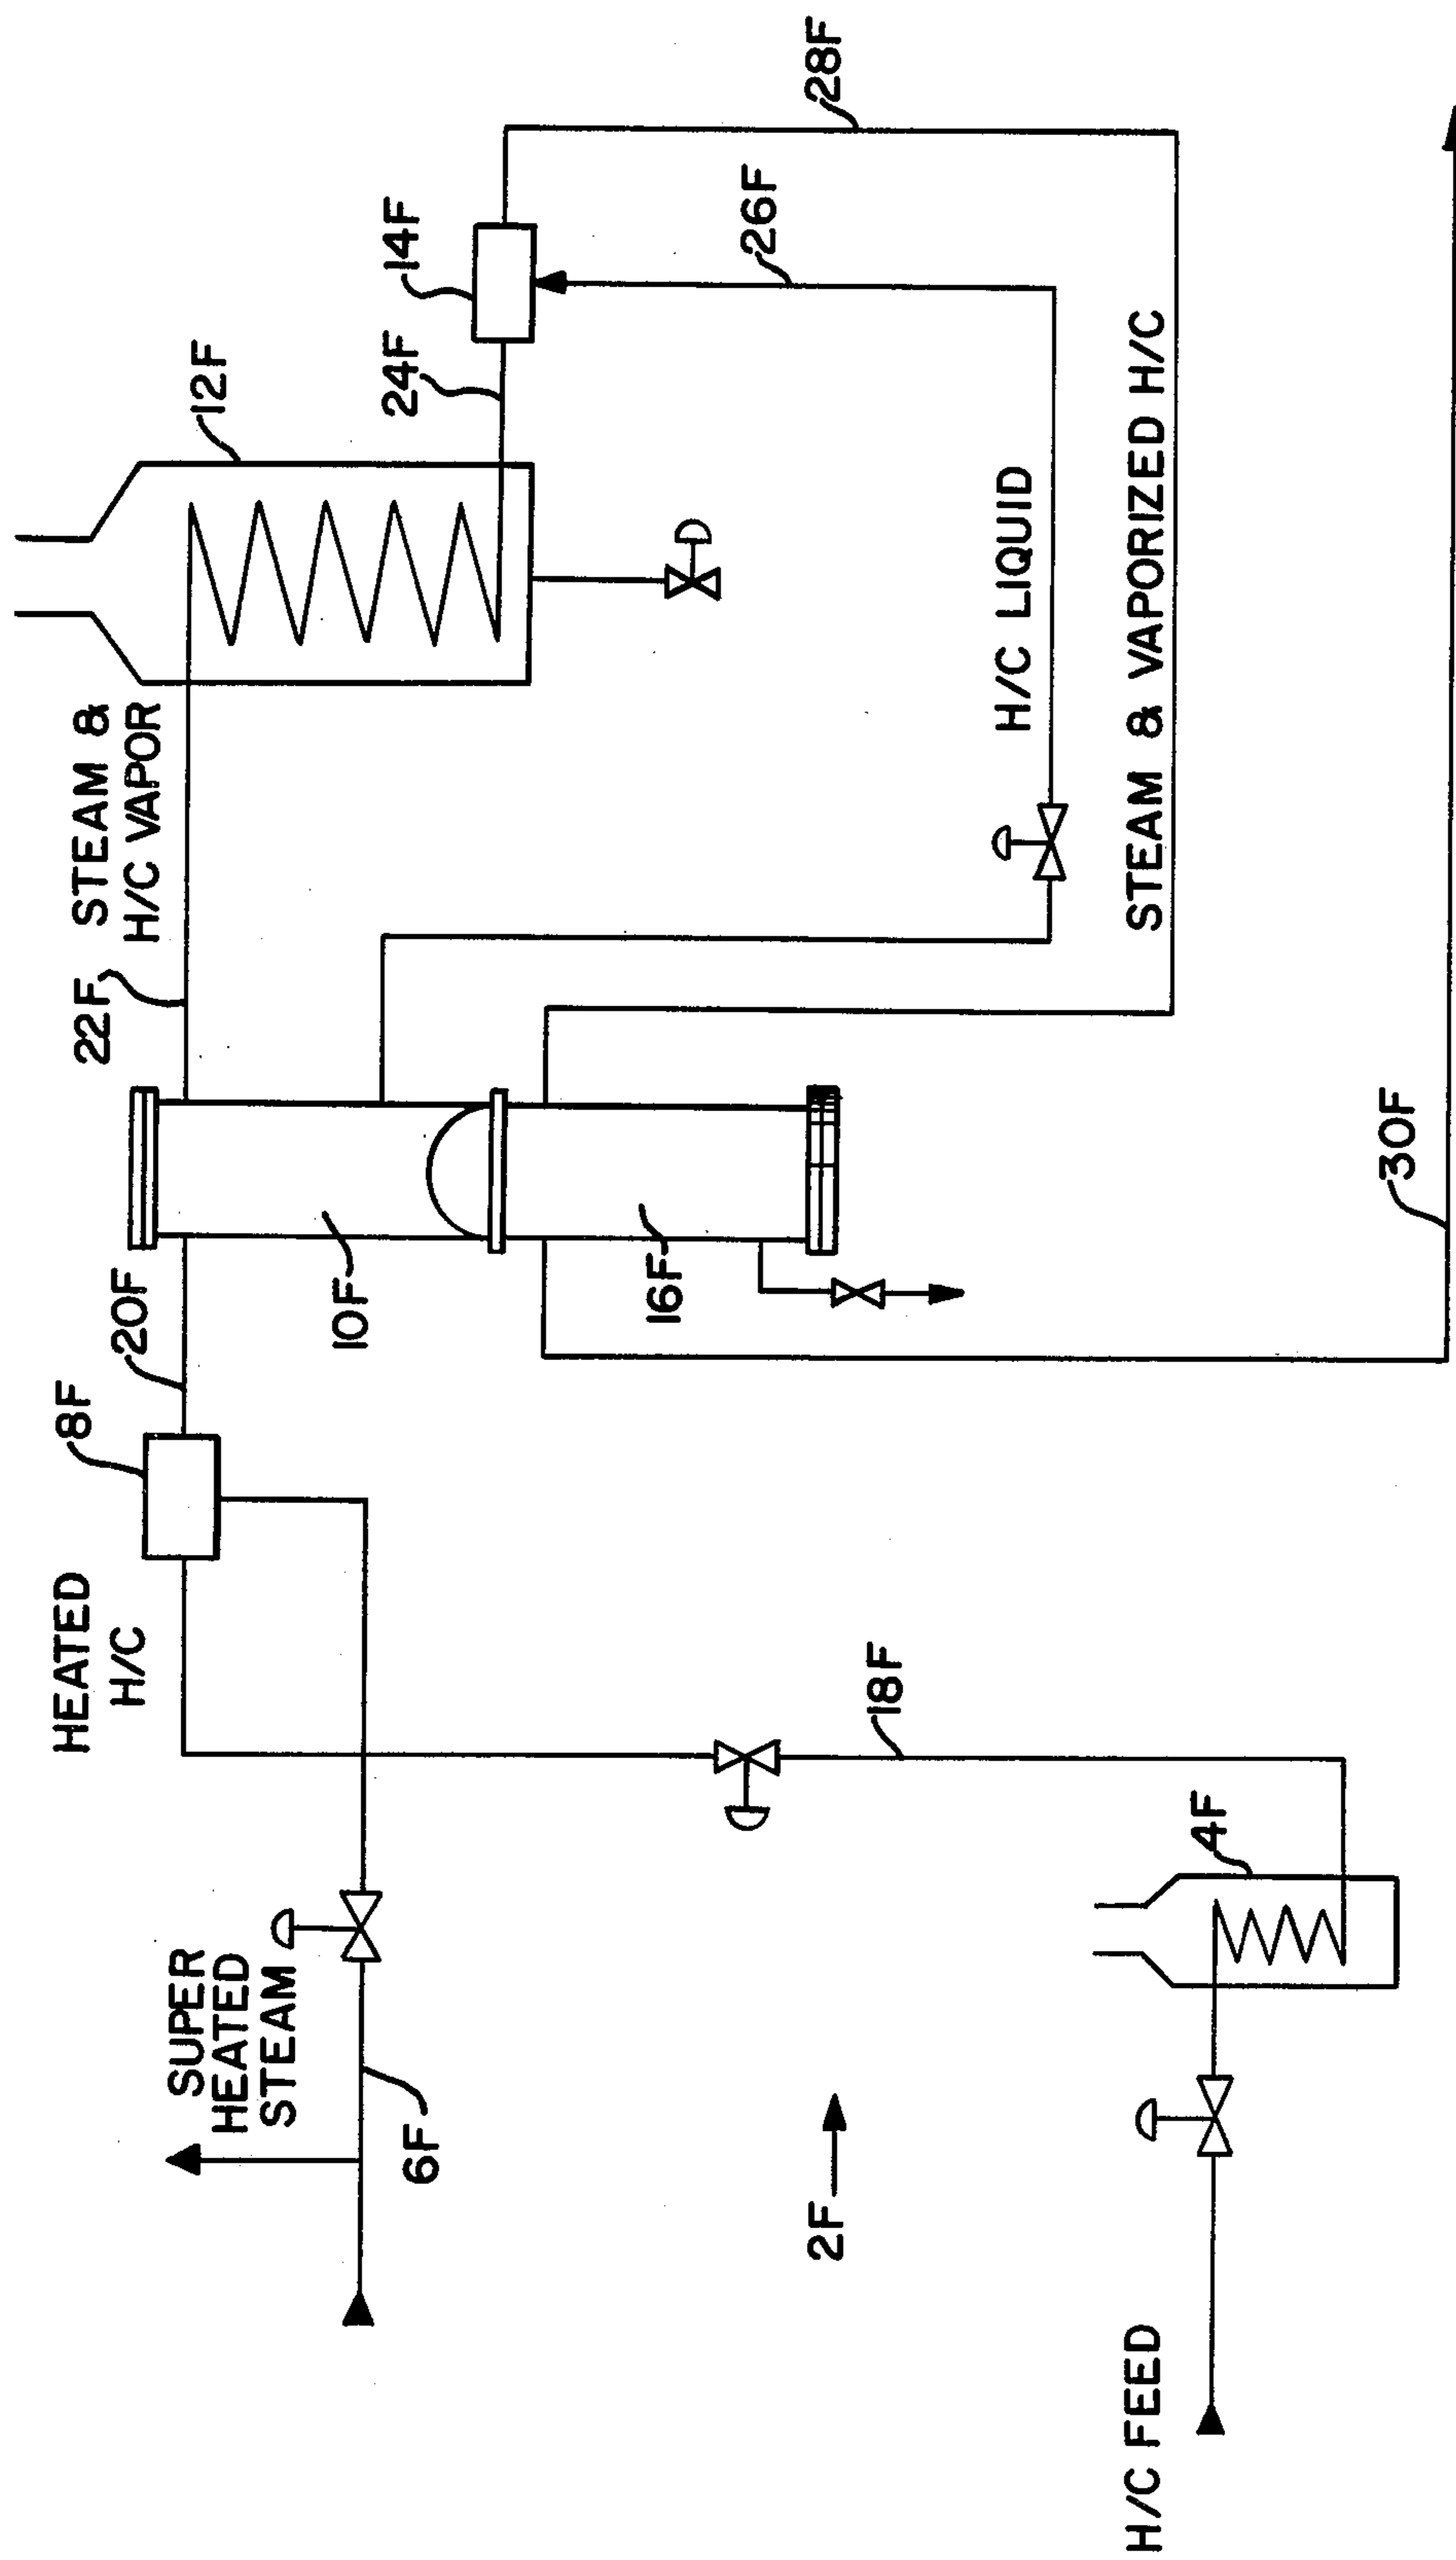 HEATED
H/C
8F
20F
22F
STEAM &
H/C VAPOR
12F
24F
14F
28F
26F
SUPER
HEATED
STEAM
6F
10F
16F
H/C LIQUID
STEAM & VAPORIZED H/C
2F
18F
4F
30F
H/C FEED